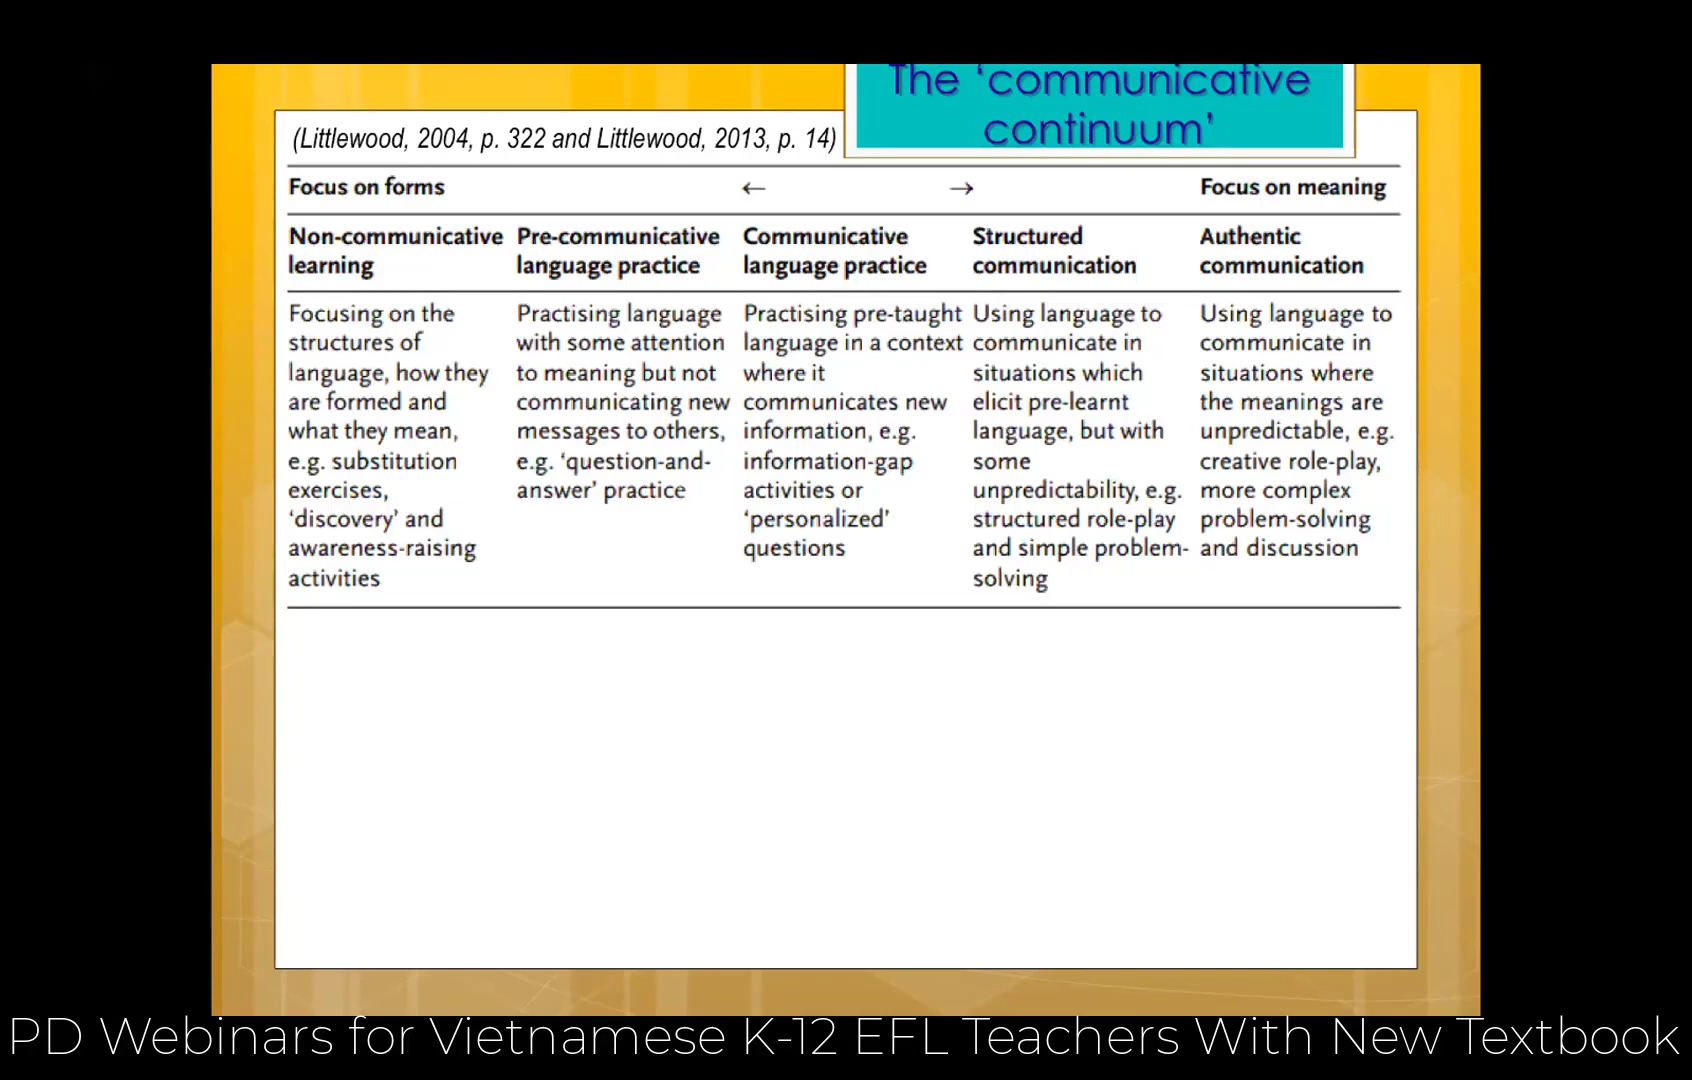 The ‘communicative
continuum’
(Littlewood, 2004, p. 322 and Littlewood, 2013, p. 14)
Focus on forms ← → Focus on meaning
Non-communicative
learning
Pre-communicative
language practice
Communicative
language practice
Structured
communication
Authentic
communication
Focusing on the
structures of
language, how they
are formed and
what they mean,
e.g. substitution
exercises,
‘discovery’ and
awareness-raising
activities
Practising language
with some attention
to meaning but not
communicating new
messages to others,
e.g. ‘question-and-
answer’ practice
Practising pre-taught
language in a context
where it
communicates new
information, e.g.
information-gap
activities or
‘personalized’
questions
Using language to
communicate in
situations which
elicit pre-learnt
language, but with
some
unpredictability, e.g.
structured role-play
and simple problem-
solving
Using language to
communicate in
situations where
the meanings are
unpredictable, e.g.
creative role-play,
more complex
problem-solving
and discussion
PD Webinars for Vietnamese K-12 EFL Teachers With New Textbook